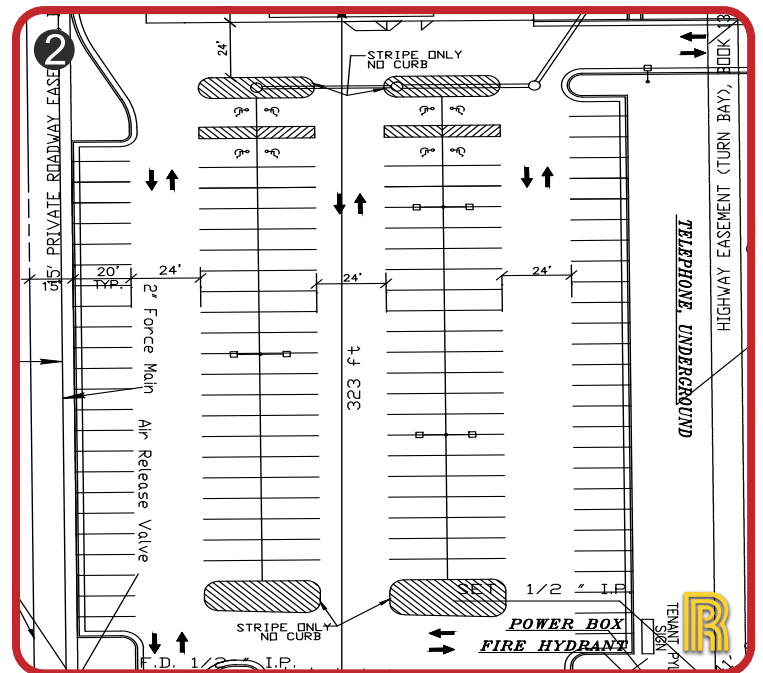 2
24'
STRIPE ONLY
NO CURB
15' PRIVATE ROADWAY EASE
HIGHWAY EASEMENT (TURN BAY), BOOK 13
TELEPHONE, UNDERGROUND
15'
20'
TYP.
24'
24'
24'
2" Force Main
Air Release Valve
323 ft
SET 1/2 " I.P.
STRIPE ONLY
NO CURB
POWER BOX
FIRE HYDRANT
TENANT PYL
SIGN
F.D. 1/2 " I.P.
R